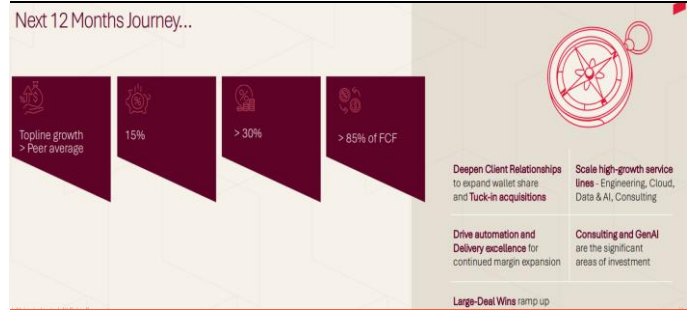 Next 12 Months Journey...
Topline growth
> Peer average
15%
> 30%
> 85% of FCF
Deepen Client Relationships
to expand wallet share
and Tuck-in acquisitions
Scale high-growth service
lines - Engineering, Cloud,
Data & AI, Consulting
Drive automation and
Delivery excellence for
continued margin expansion
Consulting and GenAI
are the significant
areas of investment
Large-Deal Wins ramp up